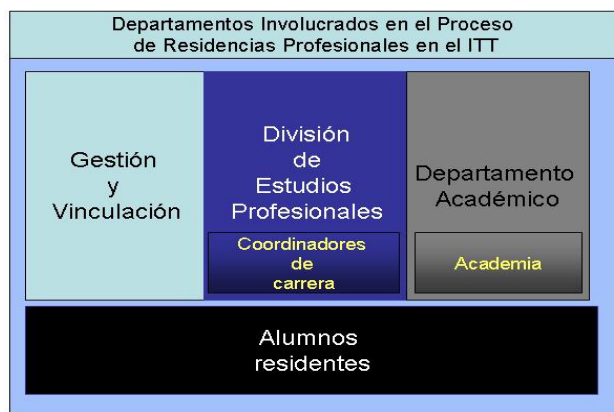 Departamentos Involucrados en el Proceso
de Residencias Profesionales en el ITT
Gestión
y
Vinculación
División
de
Estudios
Profesionales
Coordinadores
de
carrera
Departamento
Académico
Academia
Alumnos
residentes